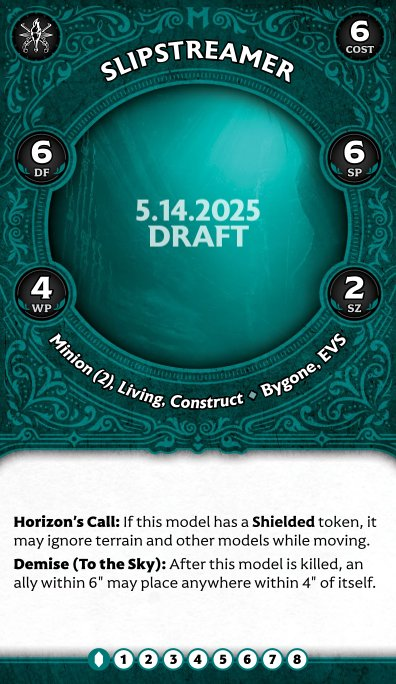 M
6
COST
SLIPSTREAMER
6
DF
6
SP
5.14.2025
DRAFT
4
WP
2
SZ
Minion (2), Living, Construct ◆ Bygone, EVS
Horizon's Call: If this model has a Shielded token, it
may ignore terrain and other models while moving.
Demise (To the Sky): After this model is killed, an
ally within 6" may place anywhere within 4" of itself.
1 2 3 4 5 6 7 8